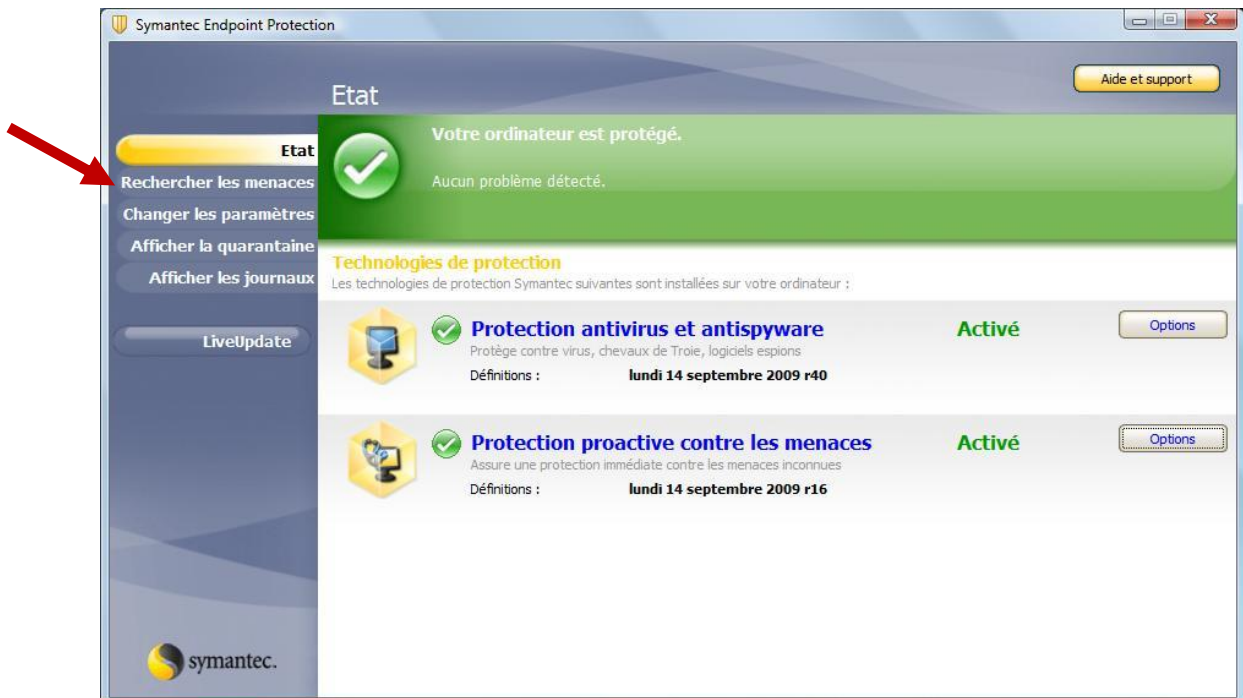 Symantec Endpoint Protection
Aide et support
Etat
Votre ordinateur est protégé.
Aucun problème détecté.
Etat
Rechercher les menaces
Changer les paramètres
Afficher la quarantaine
Afficher les journaux
LiveUpdate
Technologies de protection
Les technologies de protection Symantec suivantes sont installées sur votre ordinateur :
Protection antivirus et antispyware
Activé
Options
Protège contre virus, chevaux de Troie, logiciels espions
Définitions : lundi 14 septembre 2009 r40
Protection proactive contre les menaces
Activé
Options
Assure une protection immédiate contre les menaces inconnues
Définitions : lundi 14 septembre 2009 r16
symantec.